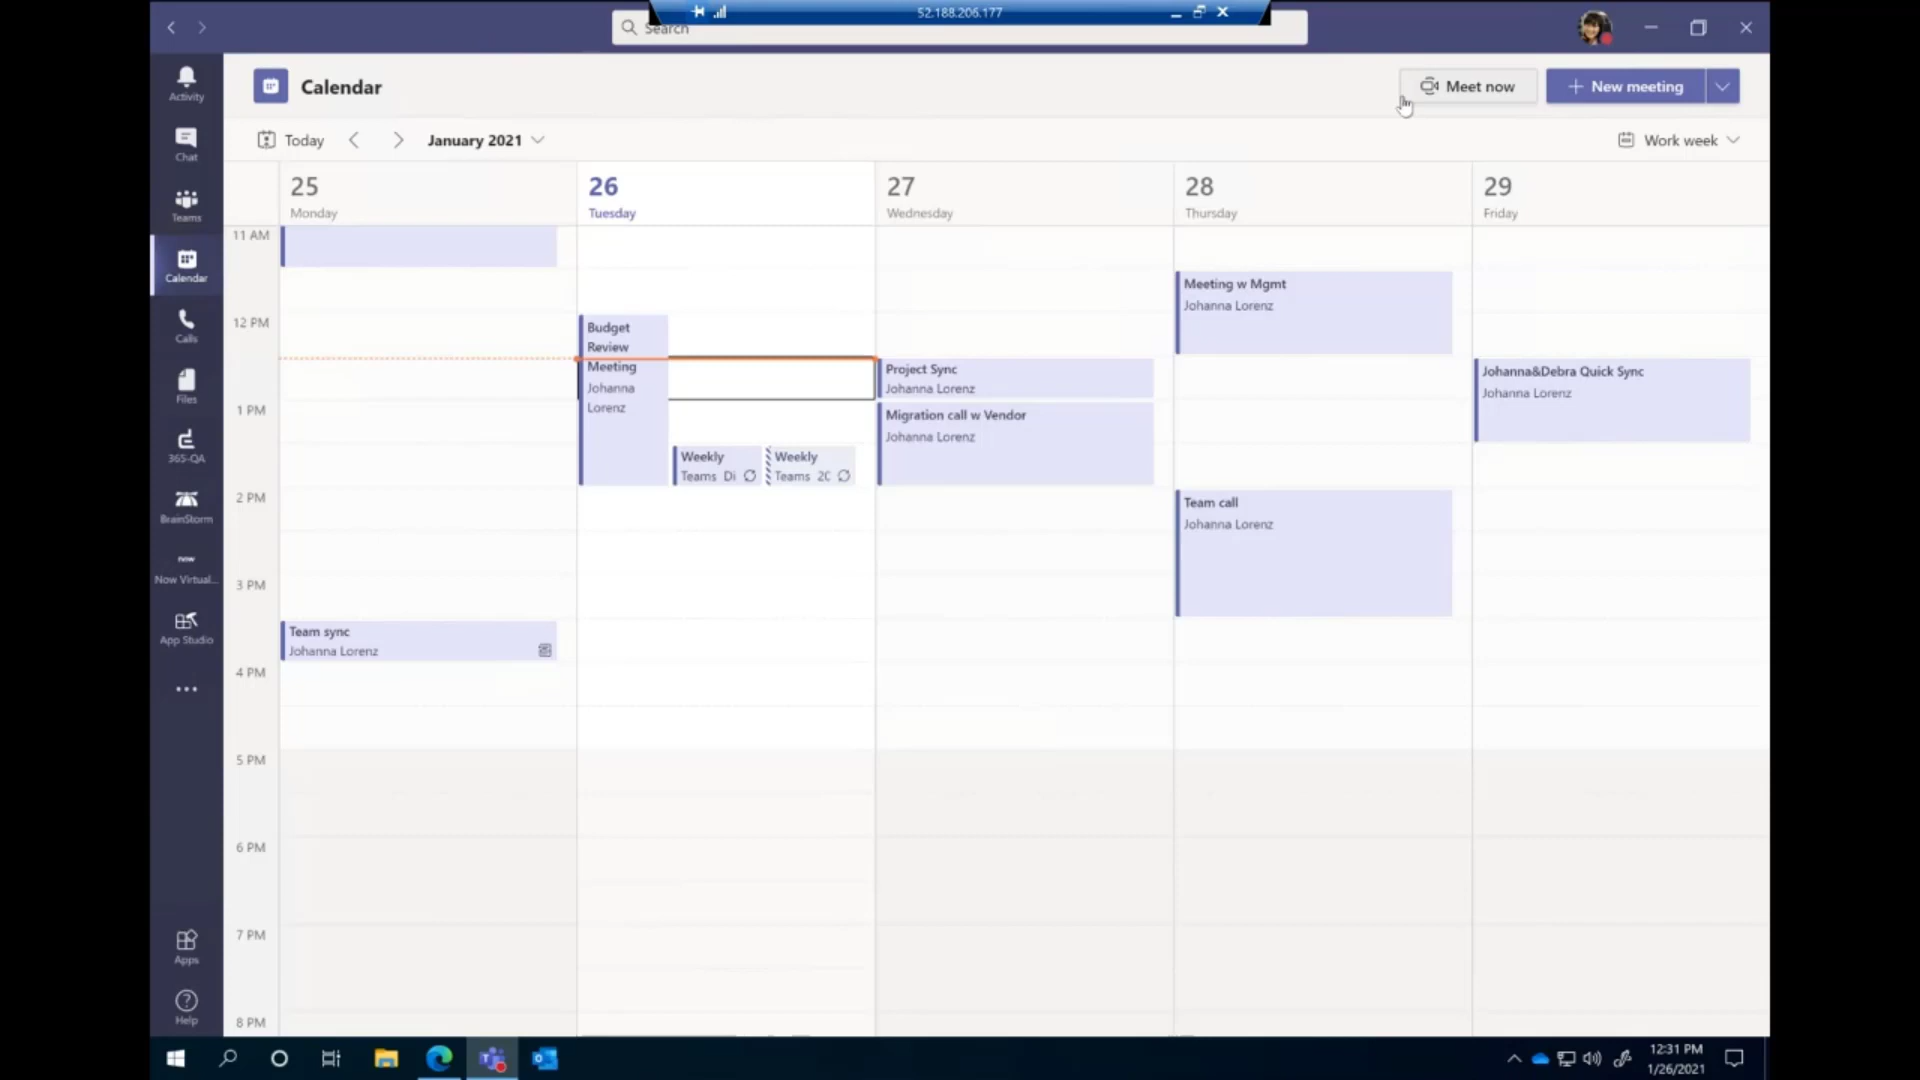 52.188.206.177
Search
Activity
Chat
Teams
Calendar
Calls
Files
365-QA
BrainStorm
now
Now Virtual...
App Studio
Apps
Help
Calendar
Meet now
New meeting
Today
January 2021
Work week
25
Monday
26
Tuesday
27
Wednesday
28
Thursday
29
Friday
11 AM
12 PM
1 PM
2 PM
3 PM
4 PM
5 PM
6 PM
7 PM
8 PM
Team sync
Johanna Lorenz
Budget
Review
Meeting
Johanna
Lorenz
Weekly
Teams Di
Weekly
Teams 2C
Project Sync
Johanna Lorenz
Migration call w Vendor
Johanna Lorenz
Meeting w Mgmt
Johanna Lorenz
Team call
Johanna Lorenz
Johanna&Debra Quick Sync
Johanna Lorenz
12:31 PM
1/26/2021